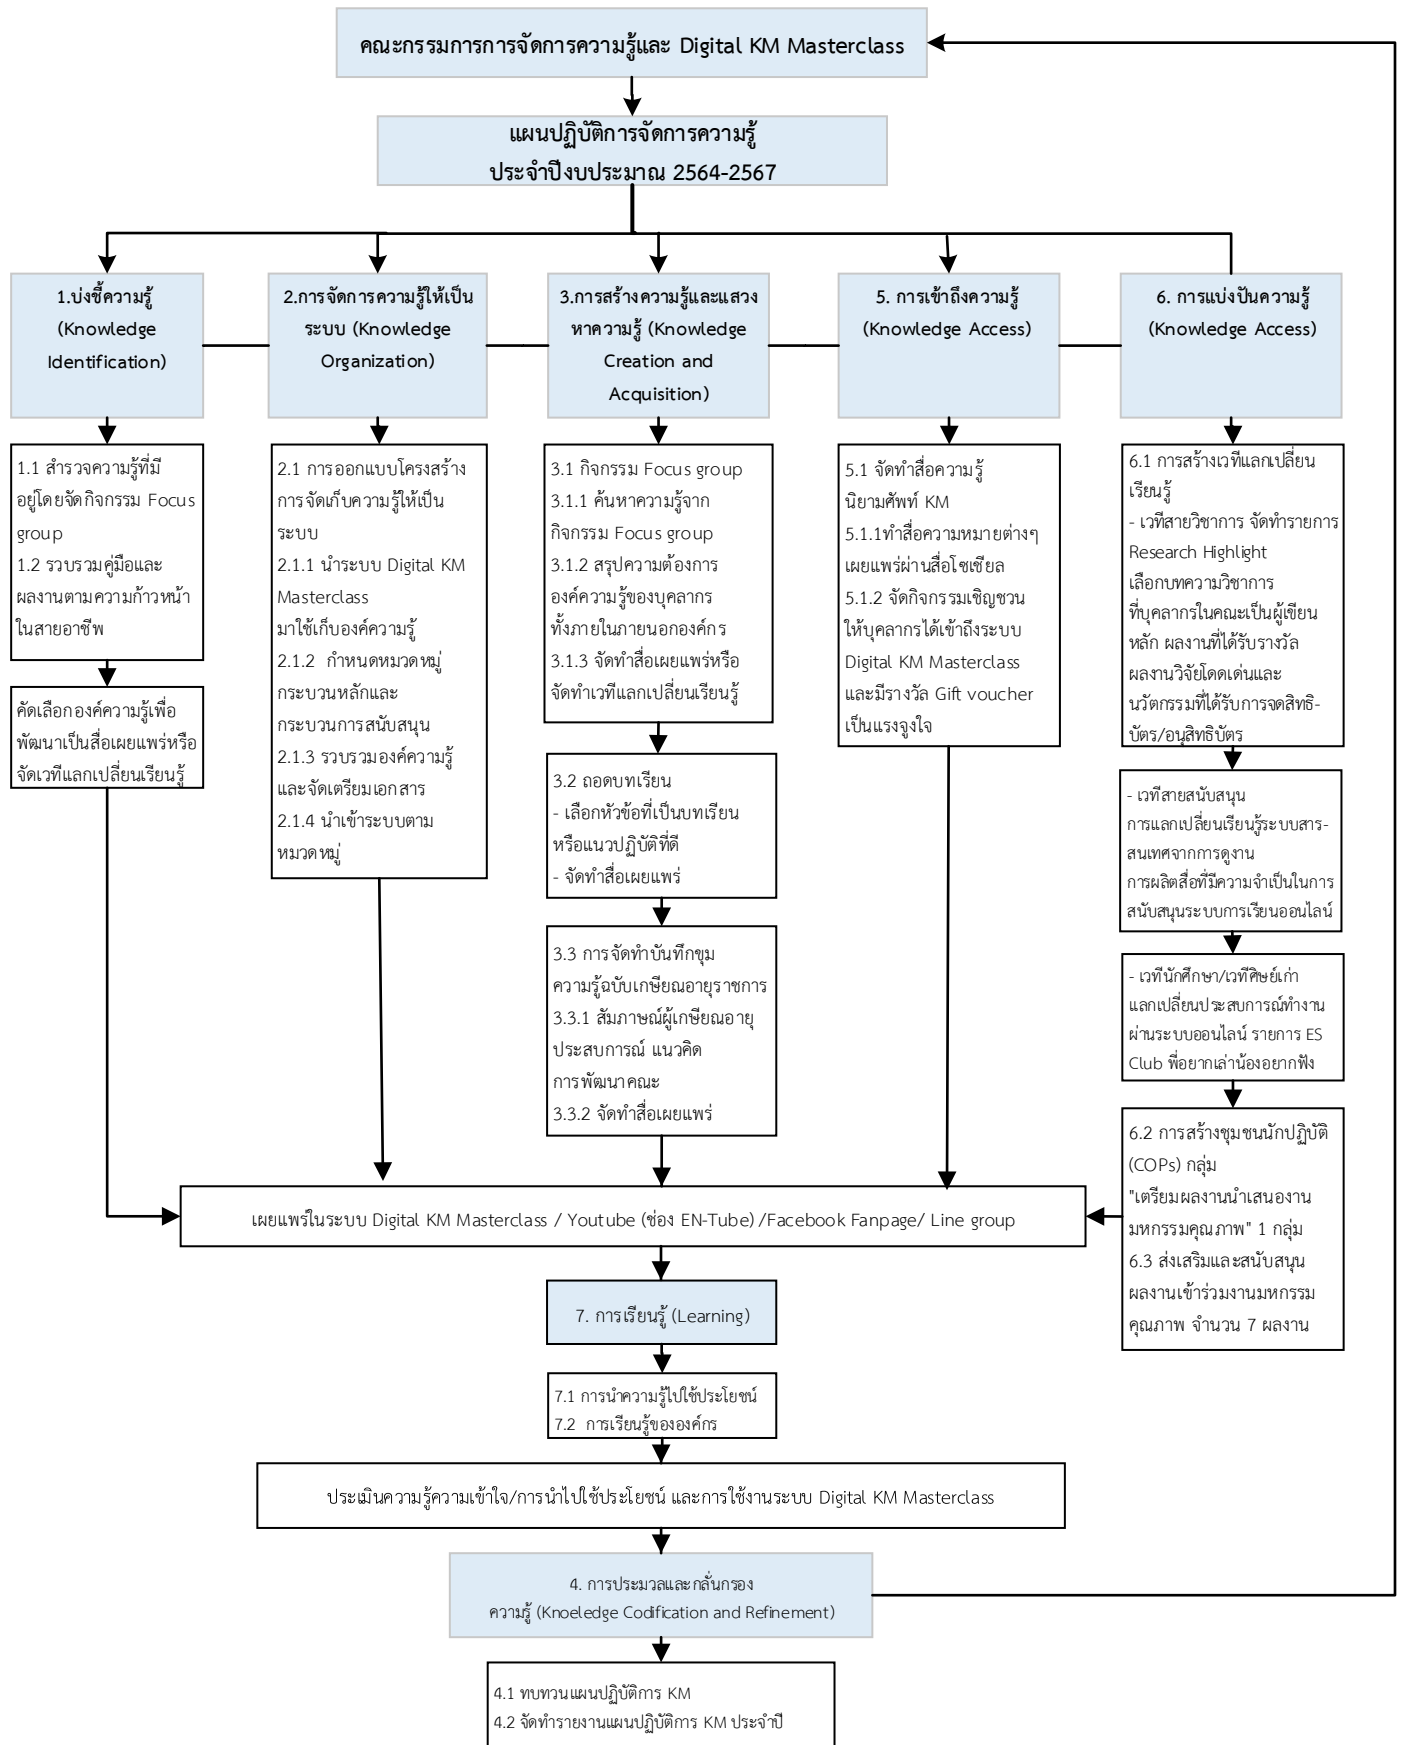 คณะกรรมการการจัดการความรู้และ Digital KM Masterclass
แผนปฏิบัติการจัดการความรู้
ประจำปีงบประมาณ 2564-2567
1.บ่งชี้ความรู้
(Knowledge
Identification)
2.การจัดการความรู้ให้เป็น
ระบบ (Knowledge
Organization)
3.การสร้างความรู้และแสวง
หาความรู้ (Knowledge
Creation and
Acquisition)
5. การเข้าถึงความรู้
(Knowledge Access)
6. การแบ่งปันความรู้
(Knowledge Access)
1.1 สำรวจความรู้ที่มี
อยู่โดยจัดกิจกรรม Focus
group
1.2 รวบรวมคู่มือและ
ผลงานตามความก้าวหน้า
ในสายอาชีพ
คัดเลือกองค์ความรู้เพื่อ
พัฒนาเป็นสื่อเผยแพร่หรือ
จัดเวทีแลกเปลี่ยนเรียนรู้
2.1 การออกแบบโครงสร้าง
การจัดเก็บความรู้ให้เป็น
ระบบ
2.1.1 นำระบบ Digital KM
Masterclass
มาใช้เก็บองค์ความรู้
2.1.2 กำหนดหมวดหมู่
กระบวนหลักและ
กระบวนการสนับสนุน
2.1.3 รวบรวมองค์ความรู้
และจัดเตรียมเอกสาร
2.1.4 นำเข้าระบบตาม
หมวดหมู่
3.1 กิจกรรม Focus group
3.1.1 ค้นหาความรู้จาก
กิจกรรม Focus group
3.1.2 สรุปความต้องการ
องค์ความรู้ของบุคลากร
ทั้งภายในภายนอกองค์กร
3.1.3 จัดทำสื่อเผยแพร่หรือ
จัดทำเวทีแลกเปลี่ยนเรียนรู้
3.2 ถอดบทเรียน
- เลือกหัวข้อที่เป็นบทเรียน
หรือแนวปฏิบัติที่ดี
- จัดทำสื่อเผยแพร่
3.3 การจัดทำบันทึกขุม
ความรู้ฉบับเกษียณอายุราชการ
3.3.1 สัมภาษณ์ผู้เกษียณอายุ
ประสบการณ์ แนวคิด
การพัฒนาคณะ
3.3.2 จัดทำสื่อเผยแพร่
5.1 จัดทำสื่อความรู้
นิยามศัพท์ KM
5.1.1ทำสื่อความหมายต่างๆ
เผยแพร่ผ่านสื่อโซเชียล
5.1.2 จัดกิจกรรมเชิญชวน
ให้บุคลากรได้เข้าถึงระบบ
Digital KM Masterclass
และมีรางวัล Gift voucher
เป็นแรงจูงใจ
6.1 การสร้างเวทีแลกเปลี่ยน
เรียนรู้
- เวทีสายวิชาการ จัดทำรายการ
Research Highlight
เลือกบทความวิชาการ
ที่บุคลากรในคณะเป็นผู้เขียน
หลัก ผลงานที่ได้รับรางวัล
ผลงานวิจัยโดดเด่นและ
นวัตกรรมที่ได้รับการจดสิทธิ-
บัตร/อนุสิทธิบัตร
- เวทีสายสนับสนุน
การแลกเปลี่ยนเรียนรู้ระบบสาร-
สนเทศจากการดูงาน
การผลิตสื่อที่มีความจำเป็นในการ
สนับสนุนระบบการเรียนออนไลน์
- เวทีนักศึกษา/เวทีศิษย์เก่า
แลกเปลี่ยนประสบการณ์ทำงาน
ผ่านระบบออนไลน์ รายการ ES
Club พี่อยากเล่าน้องอยากฟัง
6.2 การสร้างชุมชนนักปฏิบัติ
(COPs) กลุ่ม
"เตรียมผลงานนำเสนองาน
มหกรรมคุณภาพ" 1 กลุ่ม
6.3 ส่งเสริมและสนับสนุน
ผลงานเข้าร่วมงานมหกรรม
คุณภาพ จำนวน 7 ผลงาน
เผยแพร่ในระบบ Digital KM Masterclass / Youtube (ช่อง EN-Tube) /Facebook Fanpage/ Line group
7. การเรียนรู้ (Learning)
7.1 การนำความรู้ไปใช้ประโยชน์
7.2 การเรียนรู้ขององค์กร
ประเมินความรู้ความเข้าใจ/การนำไปใช้ประโยชน์ และการใช้งานระบบ Digital KM Masterclass
4. การประมวลและกลั่นกรอง
ความรู้ (Knoeledge Codification and Refinement)
4.1 ทบทวนแผนปฏิบัติการ KM
4.2 จัดทำรายงานแผนปฏิบัติการ KM ประจำปี